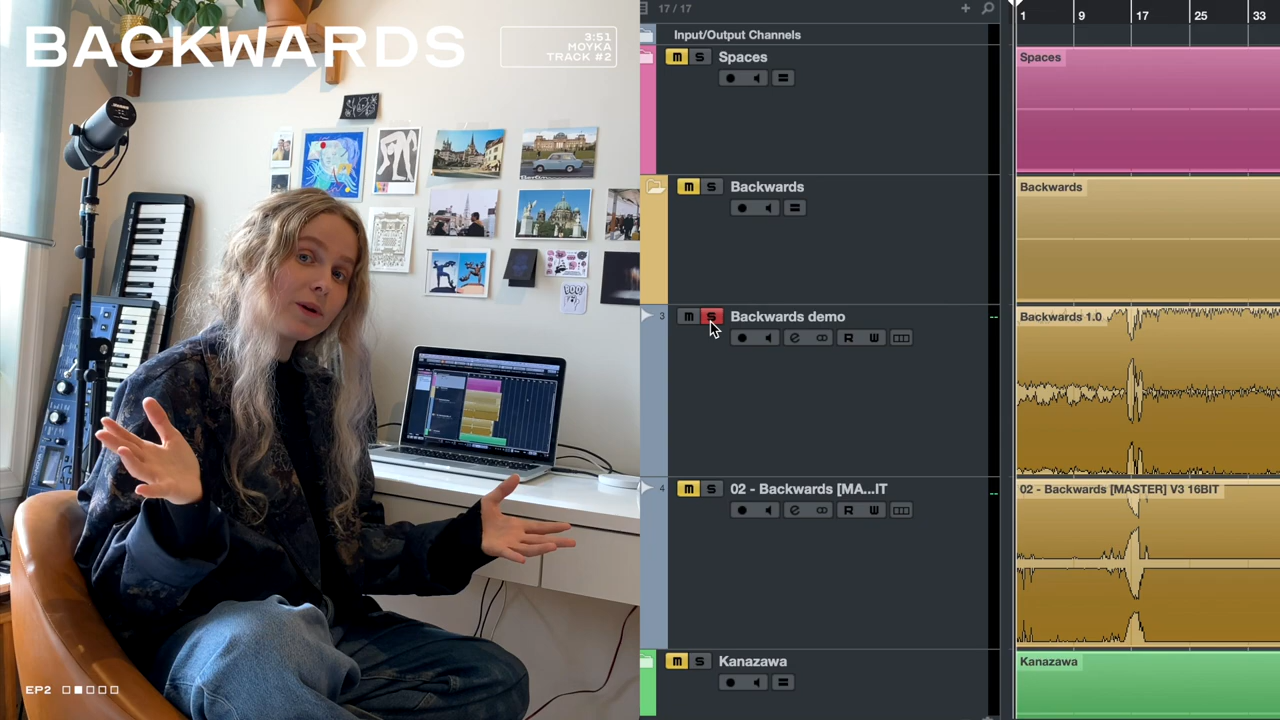 BACKWARDS
3:51
MOYKA
TRACK #2
EP2
17 / 17
Input/Output Channels
M S Spaces
M S Backwards
3 M S Backwards demo
R W
4 M S 02 - Backwards [MA...IT
R W
M S Kanazawa
1 9 17 25 33
Spaces
Backwards
Backwards 1.0
02 - Backwards [MASTER] V3 16BIT
Kanazawa
BOO!